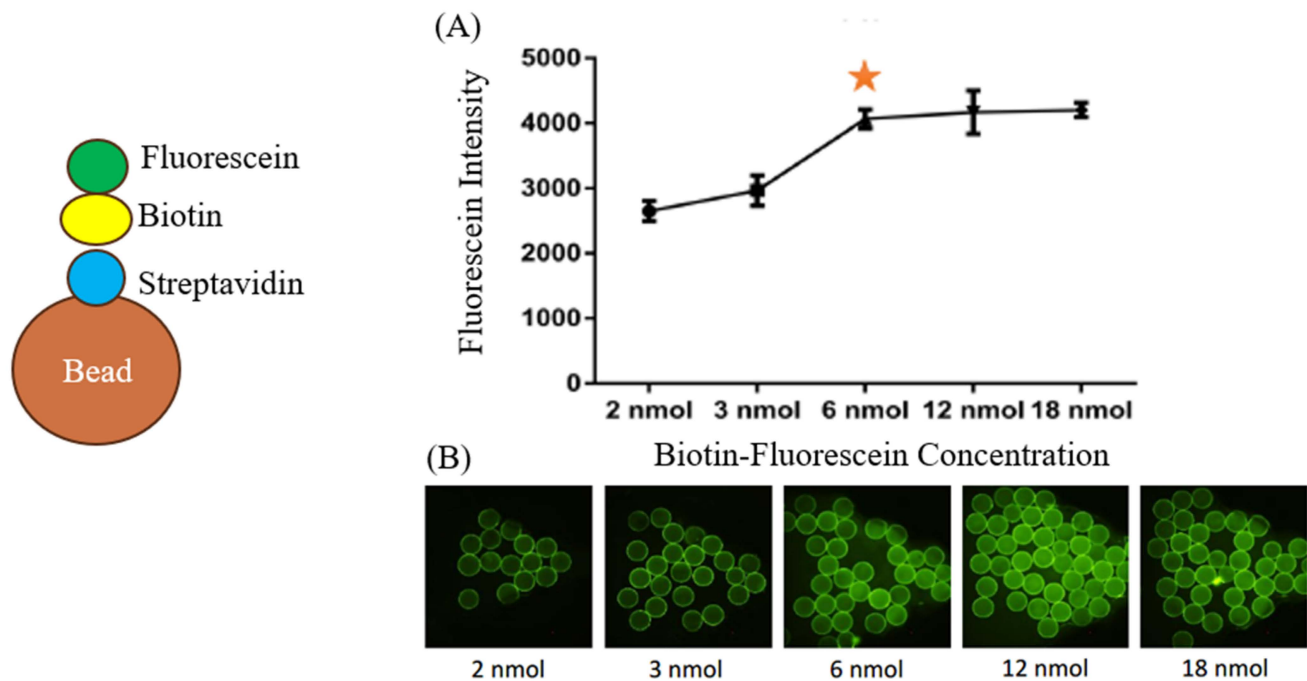 Fluorescein
Biotin
Streptavidin
Bead
(A)
Fluorescein Intensity
5000
4000
3000
2000
1000
0
2 nmol 3 nmol 6 nmol 12 nmol 18 nmol
Biotin-Fluorescein Concentration
(B)
2 nmol 3 nmol 6 nmol 12 nmol 18 nmol